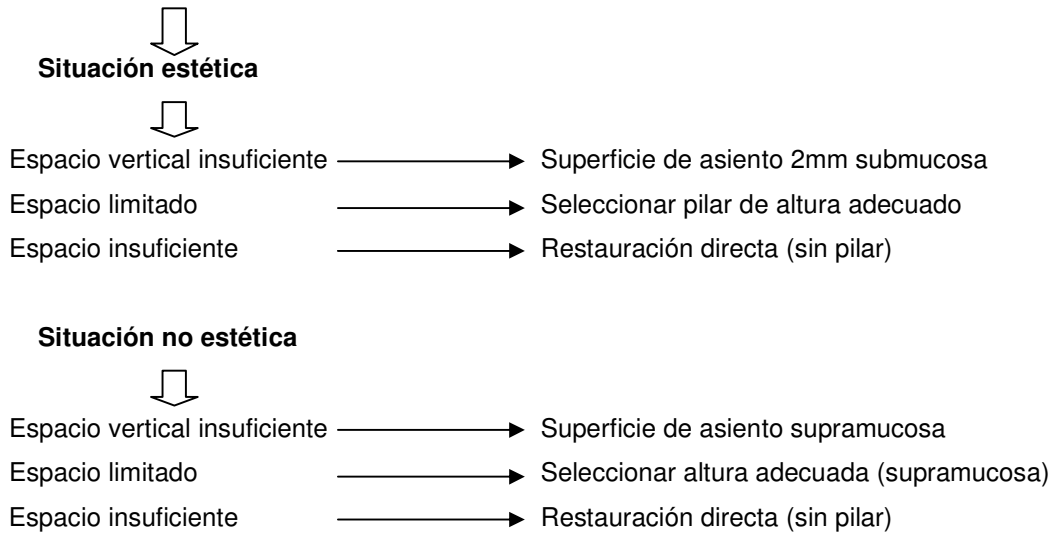 Situación estética
Espacio vertical insuficiente Superficie de asiento 2mm submucosa
Espacio limitado Seleccionar pilar de altura adecuado
Espacio insuficiente Restauración directa (sin pilar)
Situación no estética
Espacio vertical insuficiente Superficie de asiento supramucosa
Espacio limitado Seleccionar altura adecuada (supramucosa)
Espacio insuficiente Restauración directa (sin pilar)